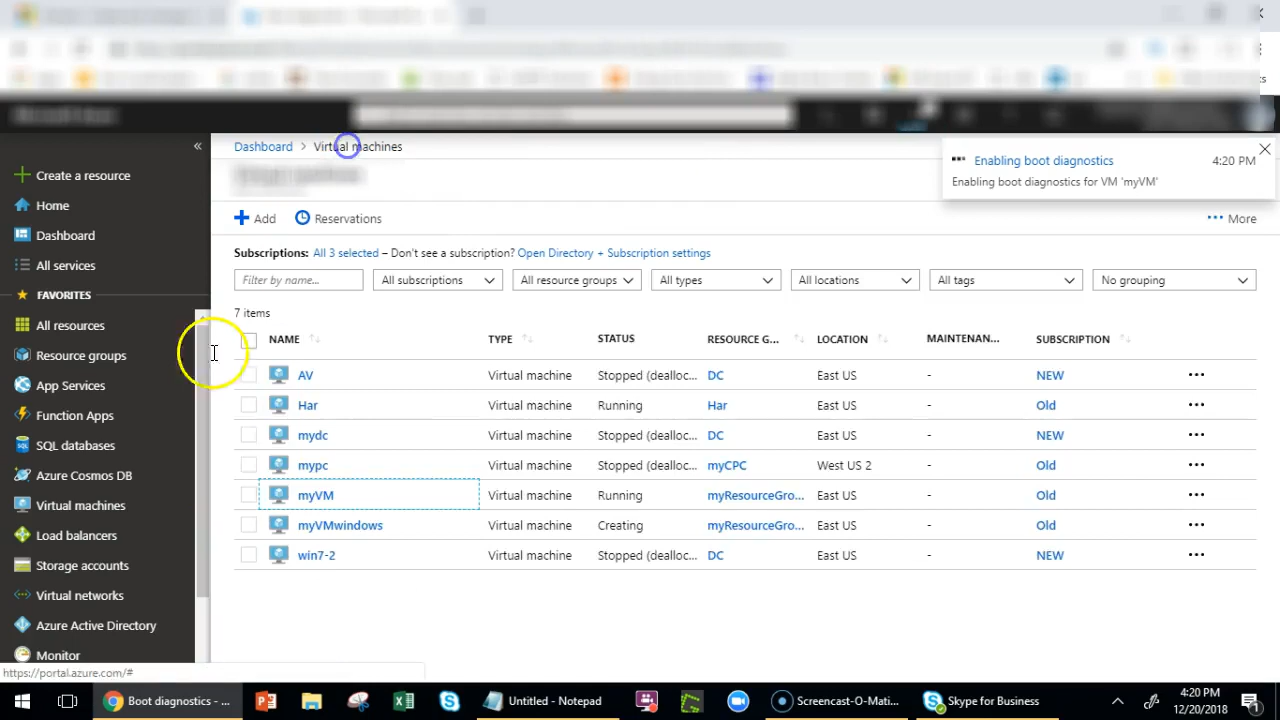 Dashboard > Virtual machines
Enabling boot diagnostics 4:20 PM
Enabling boot diagnostics for VM 'myVM'
Create a resource
Home
Dashboard
All services
FAVORITES
All resources
Resource groups
App Services
Function Apps
SQL databases
Azure Cosmos DB
Virtual machines
Load balancers
Storage accounts
Virtual networks
Azure Active Directory
Monitor
https://portal.azure.com/#
Add Reservations More
Subscriptions: All 3 selected – Don't see a subscription? Open Directory + Subscription settings
Filter by name... All subscriptions All resource groups All types All locations All tags No grouping
7 items
NAME TYPE STATUS RESOURCE G... LOCATION MAINTENAN... SUBSCRIPTION
AV Virtual machine Stopped (dealloc... DC East US - NEW
Har Virtual machine Running Har East US - Old
mydc Virtual machine Stopped (dealloc... DC East US - NEW
mypc Virtual machine Stopped (dealloc... myCPC West US 2 - Old
myVM Virtual machine Running myResourceGro... East US - Old
myVMwindows Virtual machine Creating myResourceGro... East US - Old
win7-2 Virtual machine Stopped (dealloc... DC East US - NEW
Boot diagnostics - ... Untitled - Notepad Screencast-O-Mati... Skype for Business 4:20 PM
12/20/2018 1